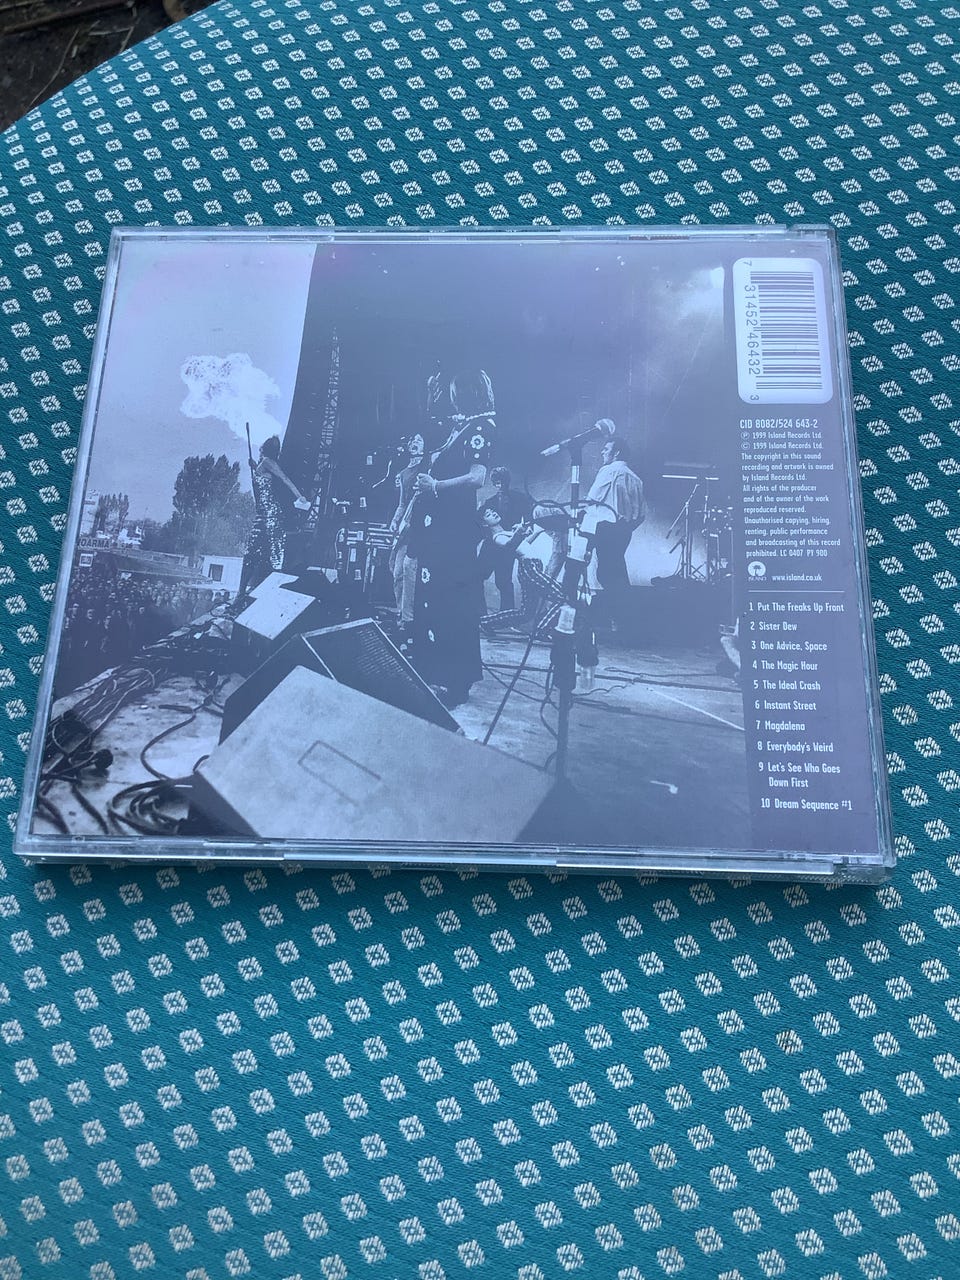 7 31452 46432 3
CID 8082/524 643-2
℗ 1999 Island Records Ltd.
© 1999 Island Records Ltd.
The copyright in this sound
recording and artwork is owned
by Island Records Ltd.
All rights of the producer
and of the owner of the work
reproduced reserved.
Unauthorised copying, hiring,
renting, public performance
and broadcasting of this record
prohibited. LC 0407 PY 900
ISLAND
www.island.co.uk
1 Put The Freaks Up Front
2 Sister Dew
3 One Advice, Space
4 The Magic Hour
5 The Ideal Crash
6 Instant Street
7 Magdalena
8 Everybody's Weird
9 Let's See Who Goes
Down First
10 Dream Sequence #1